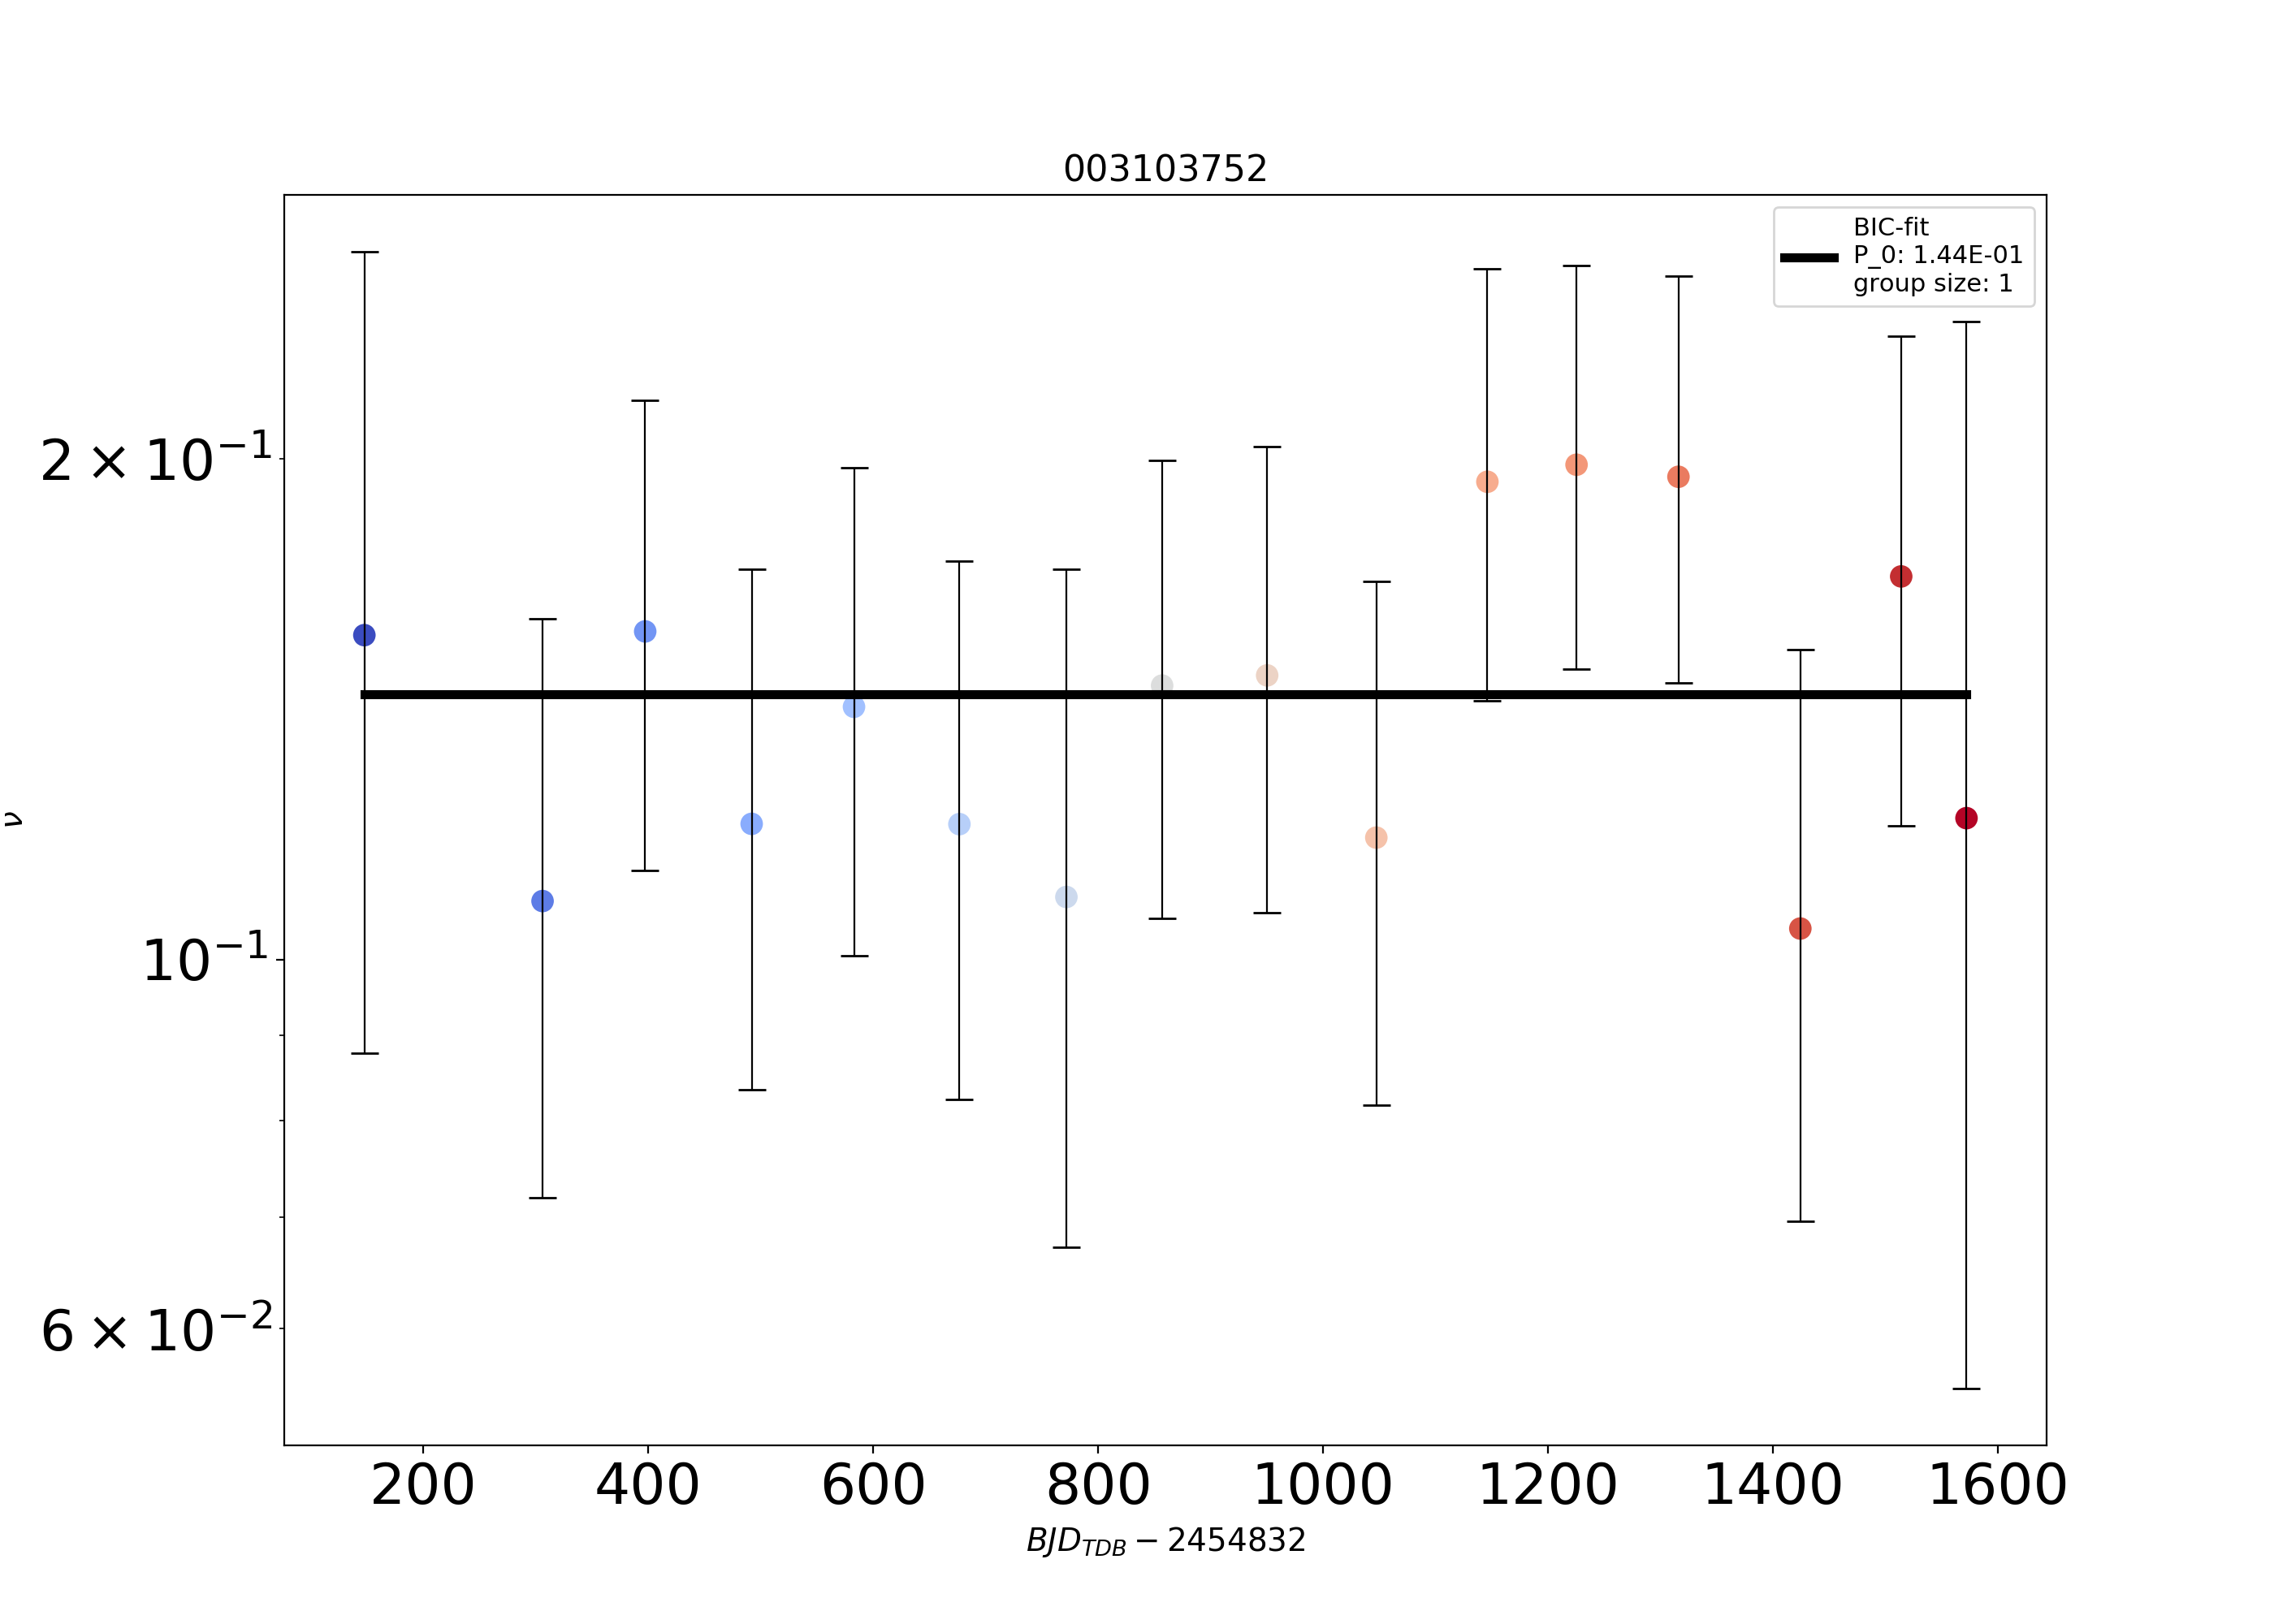 003103752
BIC-fit
P_0: 1.44E-01
group size: 1
2 × 10⁻¹
10⁻¹
6 × 10⁻²
ν
200 400 600 800 1000 1200 1400 1600
BJD_TDB − 2454832